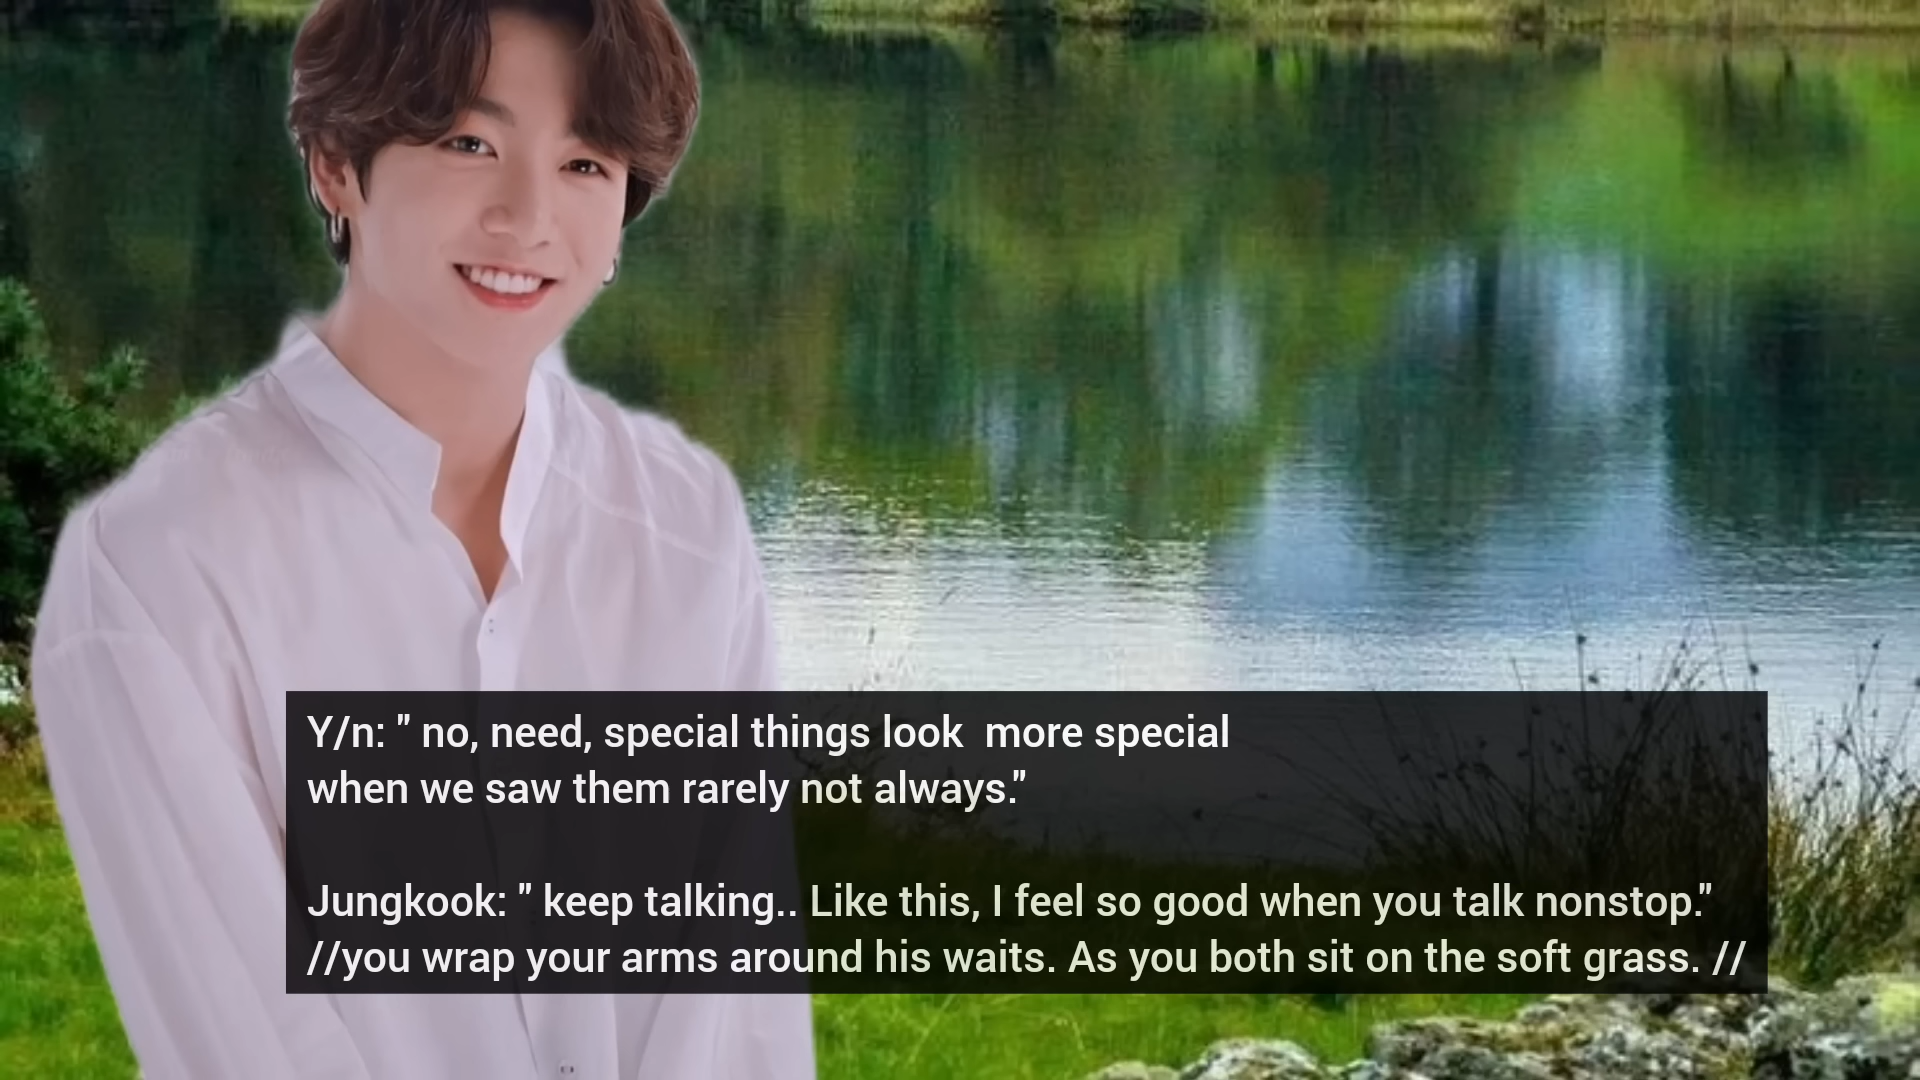 Y/n: " no, need, special things look  more special
when we saw them rarely not always."
Jungkook: " keep talking.. Like this, I feel so good when you talk nonstop."
//you wrap your arms around his waits. As you both sit on the soft grass. //